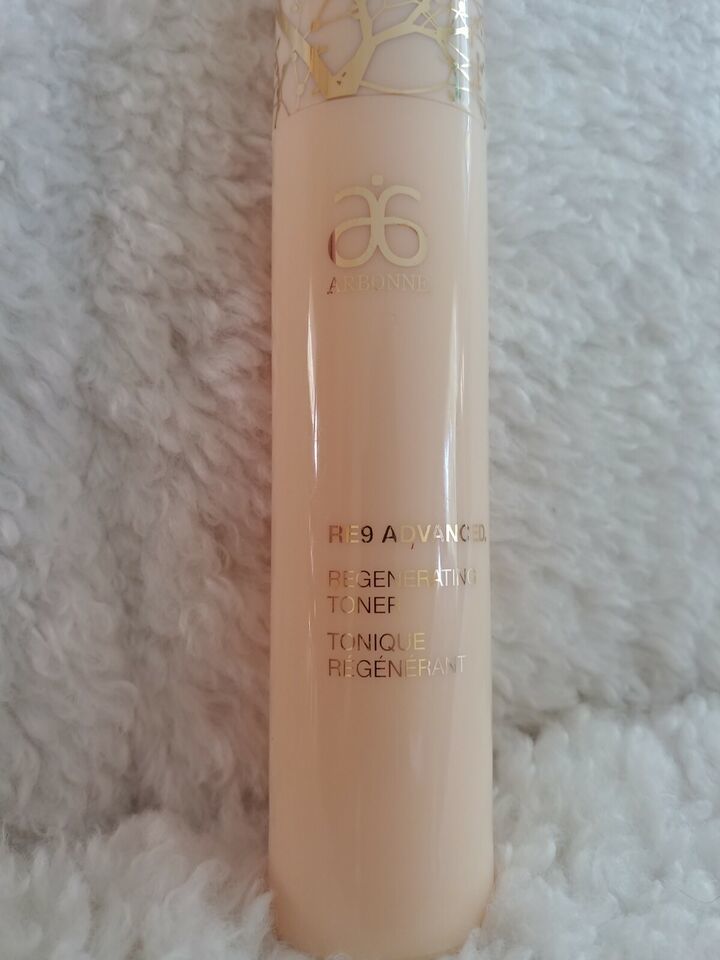 ARBONNE
RE9 ADVANCED.
REGENERATING
TONER
TONIQUE
RÉGÉNÉRANT